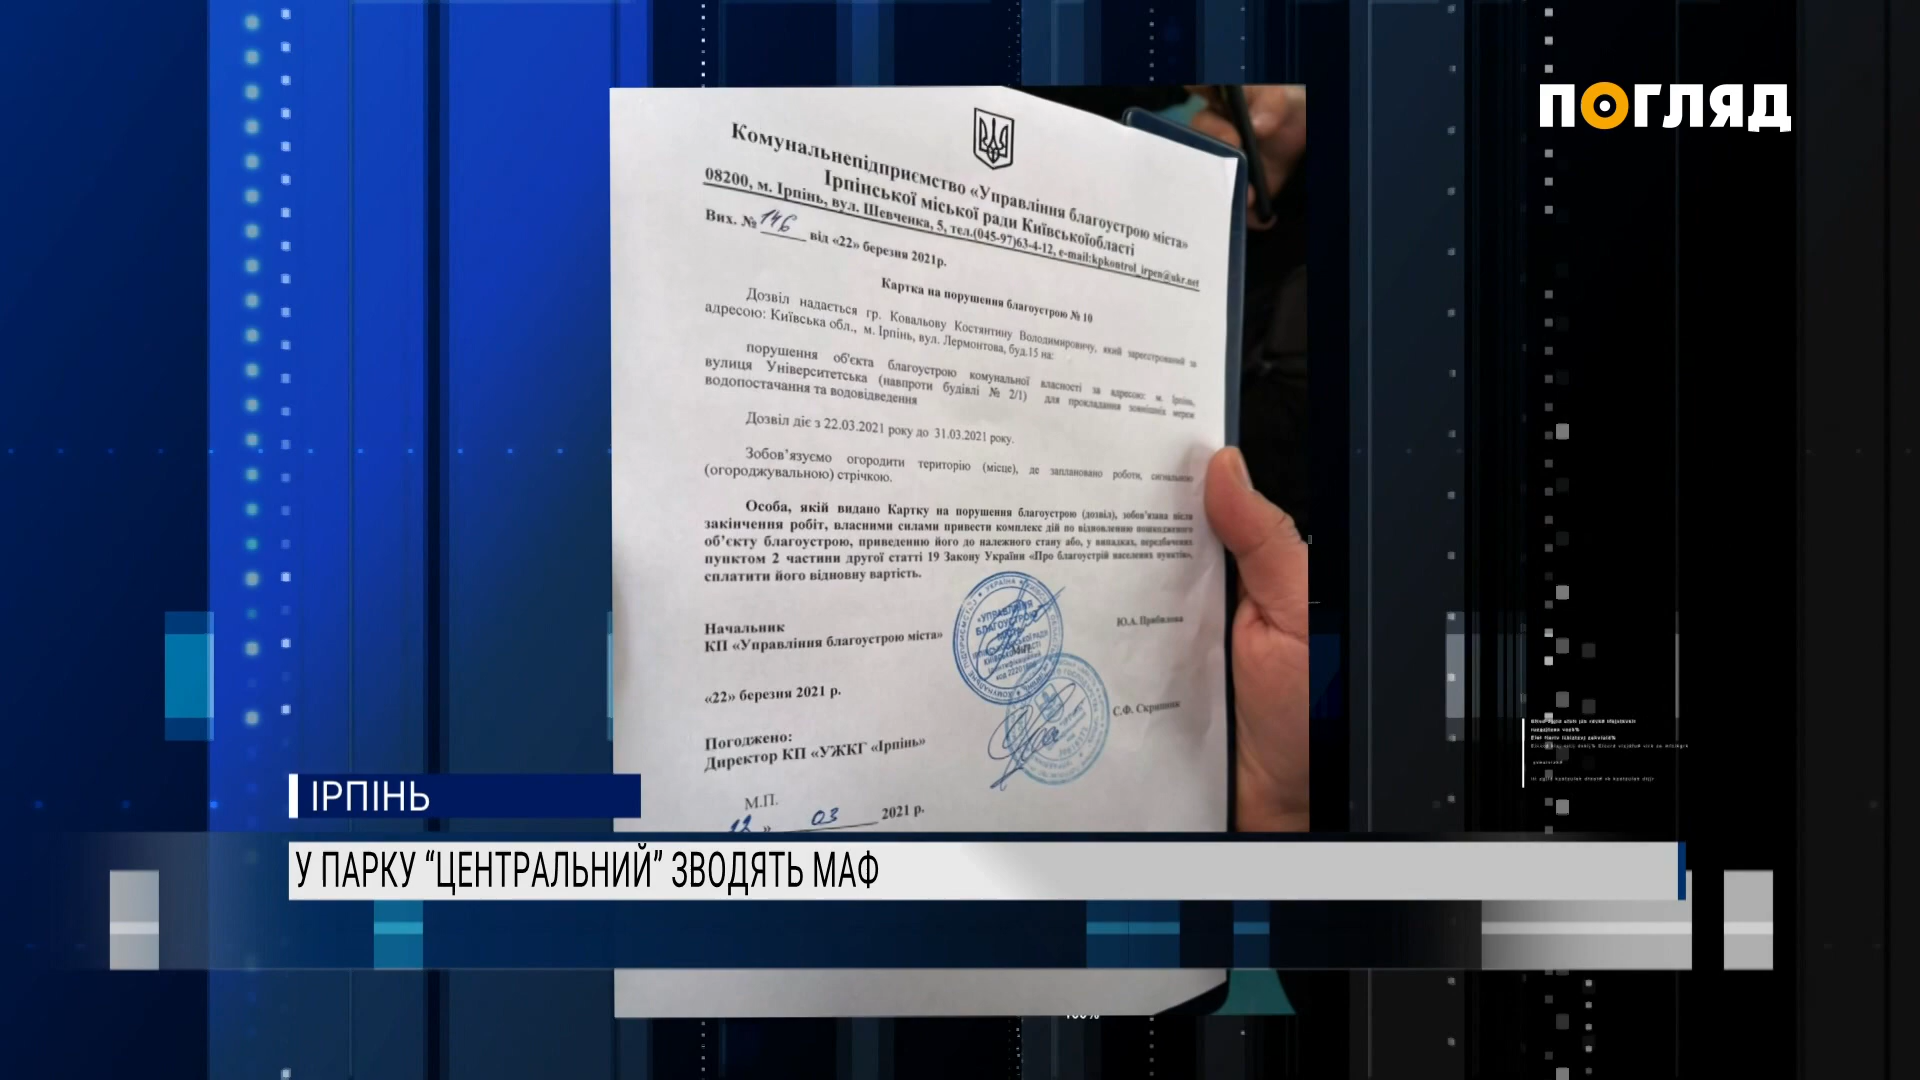 ПОГЛЯД
Комунальнепідприємство «Управління благоустрою міста»
Ірпінської міської ради Київськоїобласті
08200, м. Ірпінь, вул. Шевченка, 5, тел.(045-97)63-4-12, e-mail:kpkontrol_irpen@ukr.net
Вих. № 146 від «22» березня 2021р.
Картка на порушення благоустрою № 10
Дозвіл надається гр. Ковальову Костянтину Володимировичу, який зареєстрований за
адресою: Київська обл., м. Ірпінь, вул. Лермонтова, буд.15 на:
порушення об'єкта благоустрою комунальної власності за адресою: м. Ірпінь,
вулиця Університетська (навпроти будівлі № 2/1) для прокладання зовнішніх мереж
водопостачання та водовідведення
Дозвіл діє з 22.03.2021 року до 31.03.2021 року.
Зобов’язуємо огородити територію (місце), де заплановано роботи, сигнальною
(огороджувальною) стрічкою.
Особа, якій видано Картку на порушення благоустрою (дозвіл), зобов’язана після
закінчення робіт, власними силами привести комплекс дій по відновленню пошкодженого
об’єкту благоустрою, приведенню його до належного стану або, у випадках, передбачених
пунктом 2 частини другої статті 19 Закону України «Про благоустрій населених пунктів»,
сплатити його відновну вартість.
Начальник
КП «Управління благоустрою міста»
Ю.А. Прибилова
«УПРАВЛІННЯ
БЛАГОУСТРОЮ
МІСТА»
«22» березня 2021 р.
Погоджено:
Директор КП «УЖКГ «Ірпінь»
С.Ф. Скрипник
М.П.
22 » 03 2021 р.
ІРПІНЬ
У ПАРКУ “ЦЕНТРАЛЬНИЙ” ЗВОДЯТЬ МАФ
100%